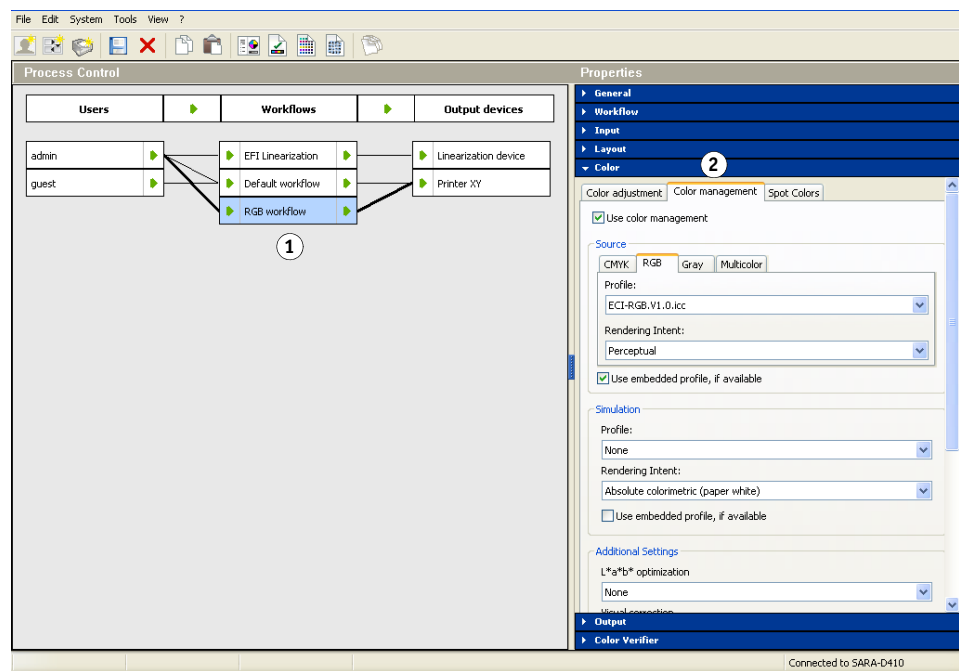 File Edit System Tools View ?
Process Control
Properties
Users
Workflows
Output devices
admin
EFI Linearization
Linearization device
guest
Default workflow
Printer XY
RGB workflow
1
General
Workflow
Input
Layout
Color
2
Color adjustment Color management Spot Colors
Use color management
Source
CMYK RGB Gray Multicolor
Profile:
ECI-RGB.V1.0.icc
Rendering Intent:
Perceptual
Use embedded profile, if available
Simulation
Profile:
None
Rendering Intent:
Absolute colorimetric (paper white)
Use embedded profile, if available
Additional Settings
L*a*b* optimization
None
Visual correction
Output
Color Verifier
Connected to SARA-D410